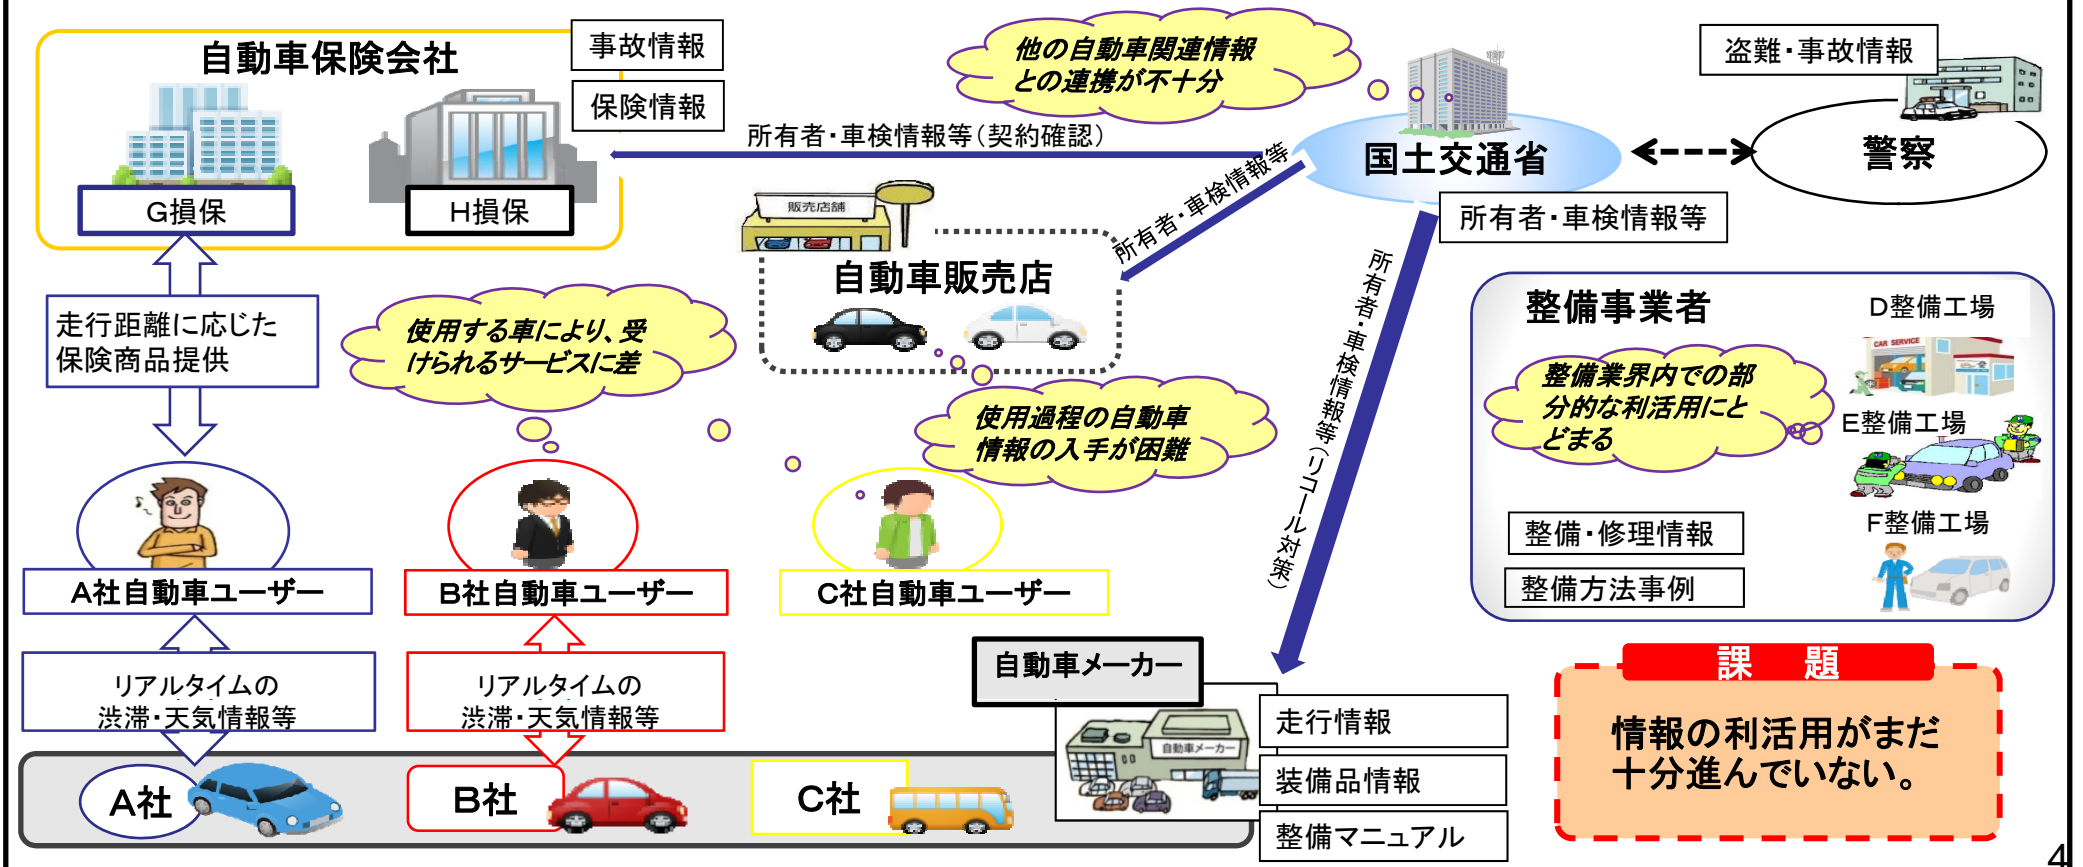 自動車保険会社
事故情報
保険情報
G損保
H損保
他の自動車関連情報
との連携が不十分
所有者・車検情報等(契約確認)
国土交通省
所有者・車検情報等
盗難・事故情報
警察
所有者・車検情報等
販売店舗
自動車販売店
所有者・車検情報等(リコール対策)
走行距離に応じた
保険商品提供
使用する車により、受
けられるサービスに差
使用過程の自動車
情報の入手が困難
整備事業者
D整備工場
CAR SERVICE
整備業界内での部
分的な利活用にと
どまる
E整備工場
F整備工場
整備・修理情報
整備方法事例
A社自動車ユーザー
B社自動車ユーザー
C社自動車ユーザー
リアルタイムの
渋滞・天気情報等
リアルタイムの
渋滞・天気情報等
自動車メーカー
自動車メーカー
走行情報
装備品情報
整備マニュアル
A社
B社
C社
課 題
情報の利活用がまだ
十分進んでいない。
4